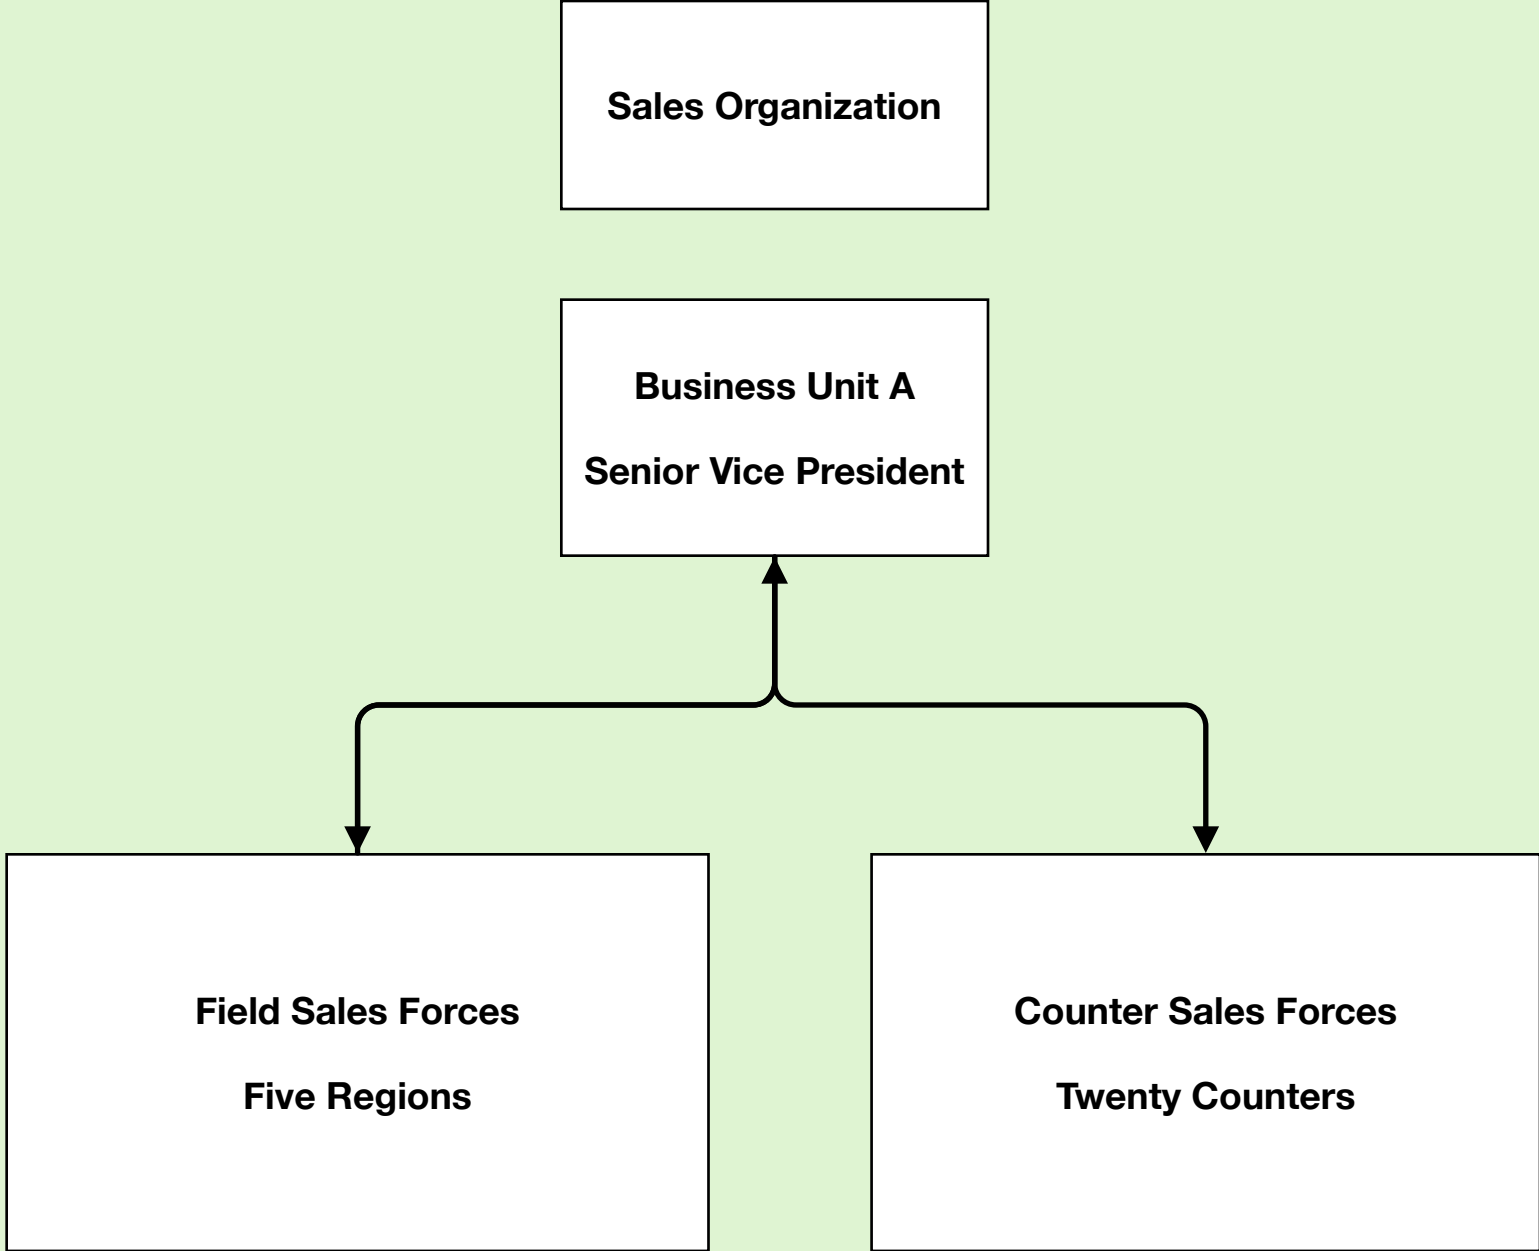 Sales Organization
Business Unit A
Senior Vice President
Field Sales Forces
Five Regions
Counter Sales Forces
Twenty Counters